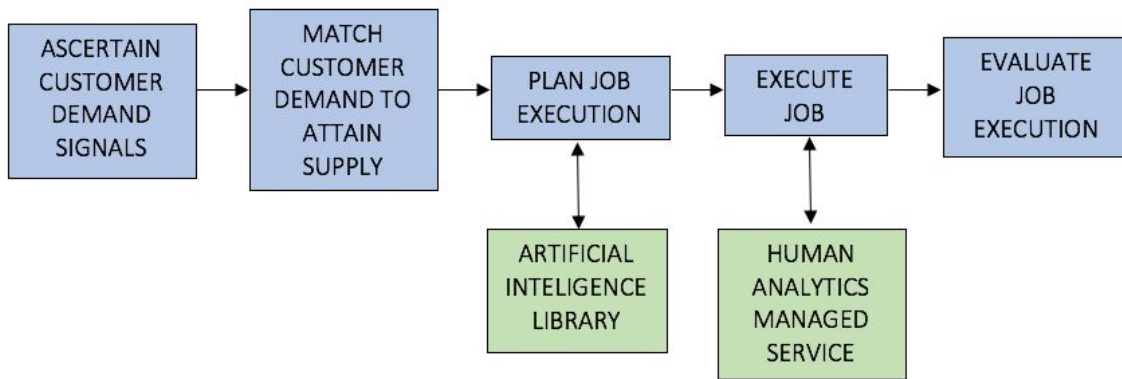 ASCERTAIN
CUSTOMER
DEMAND
SIGNALS
MATCH
CUSTOMER
DEMAND TO
ATTAIN
SUPPLY
PLAN JOB
EXECUTION
EXECUTE
JOB
EVALUATE
JOB
EXECUTION
ARTIFICIAL
INTELIGENCE
LIBRARY
HUMAN
ANALYTICS
MANAGED
SERVICE